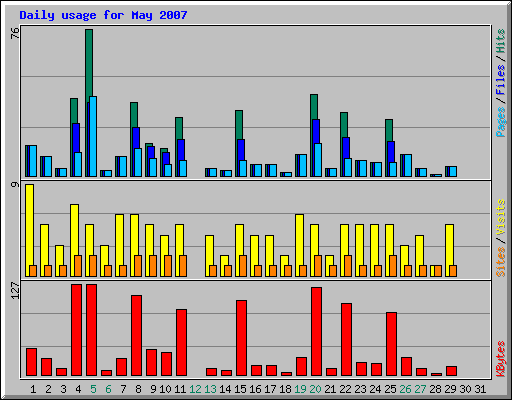 Daily usage for May 2007
76
Pages / Files / Hits
9
Sites / Visits
127
KBytes
1 2 3 4 5 6 7 8 9 10 11 12 13 14 15 16 17 18 19 20 21 22 23 24 25 26 27 28 29 30 31